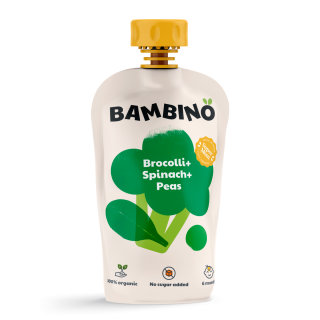 BAMBINO
Brocolli+
Spinach+
Peas
100% organic
No sugar added